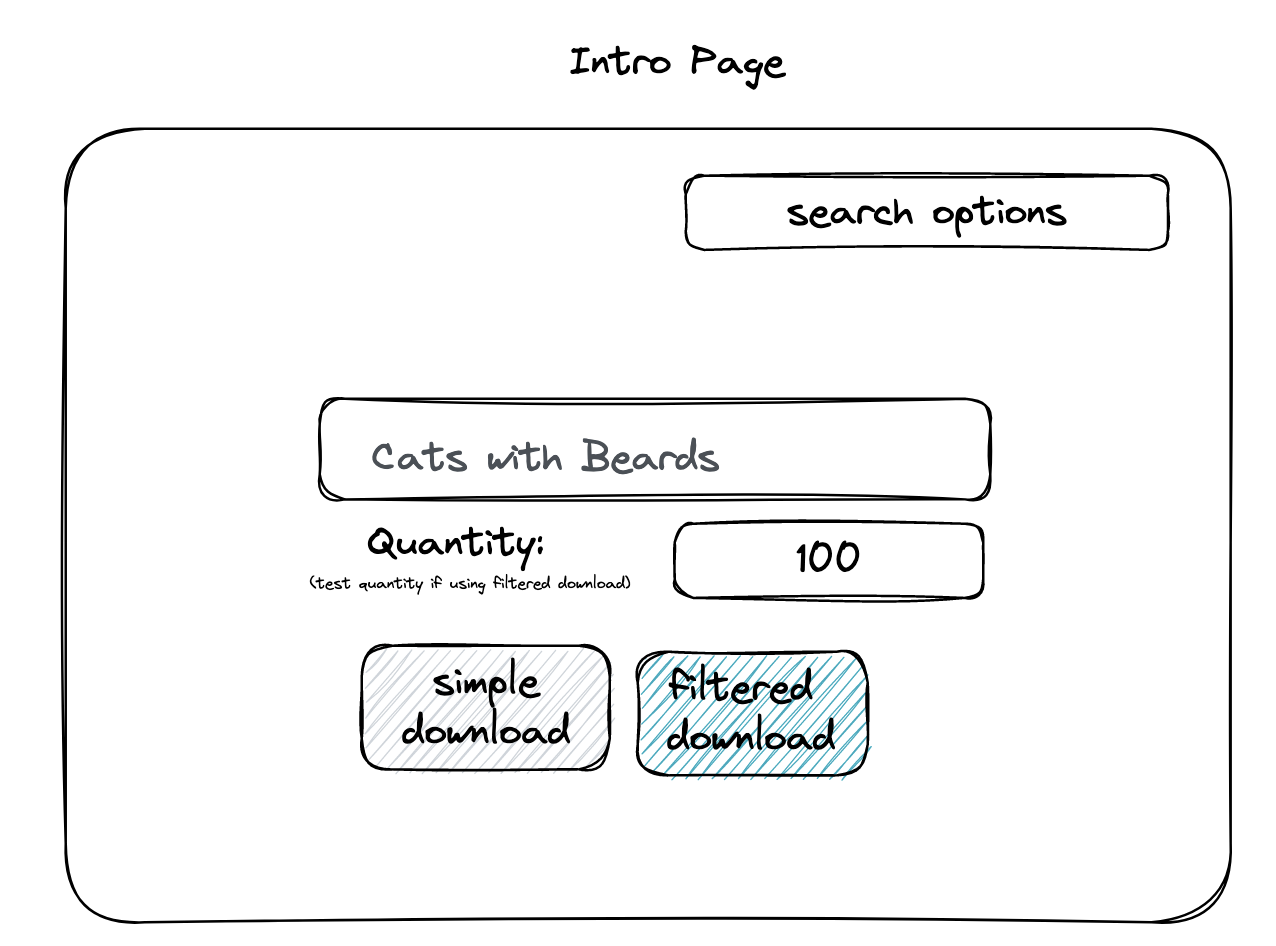 Intro Page
search options
Cats with Beards
Quantity:
100
(test quantity if using filtered download)
simple
download
filtered
download